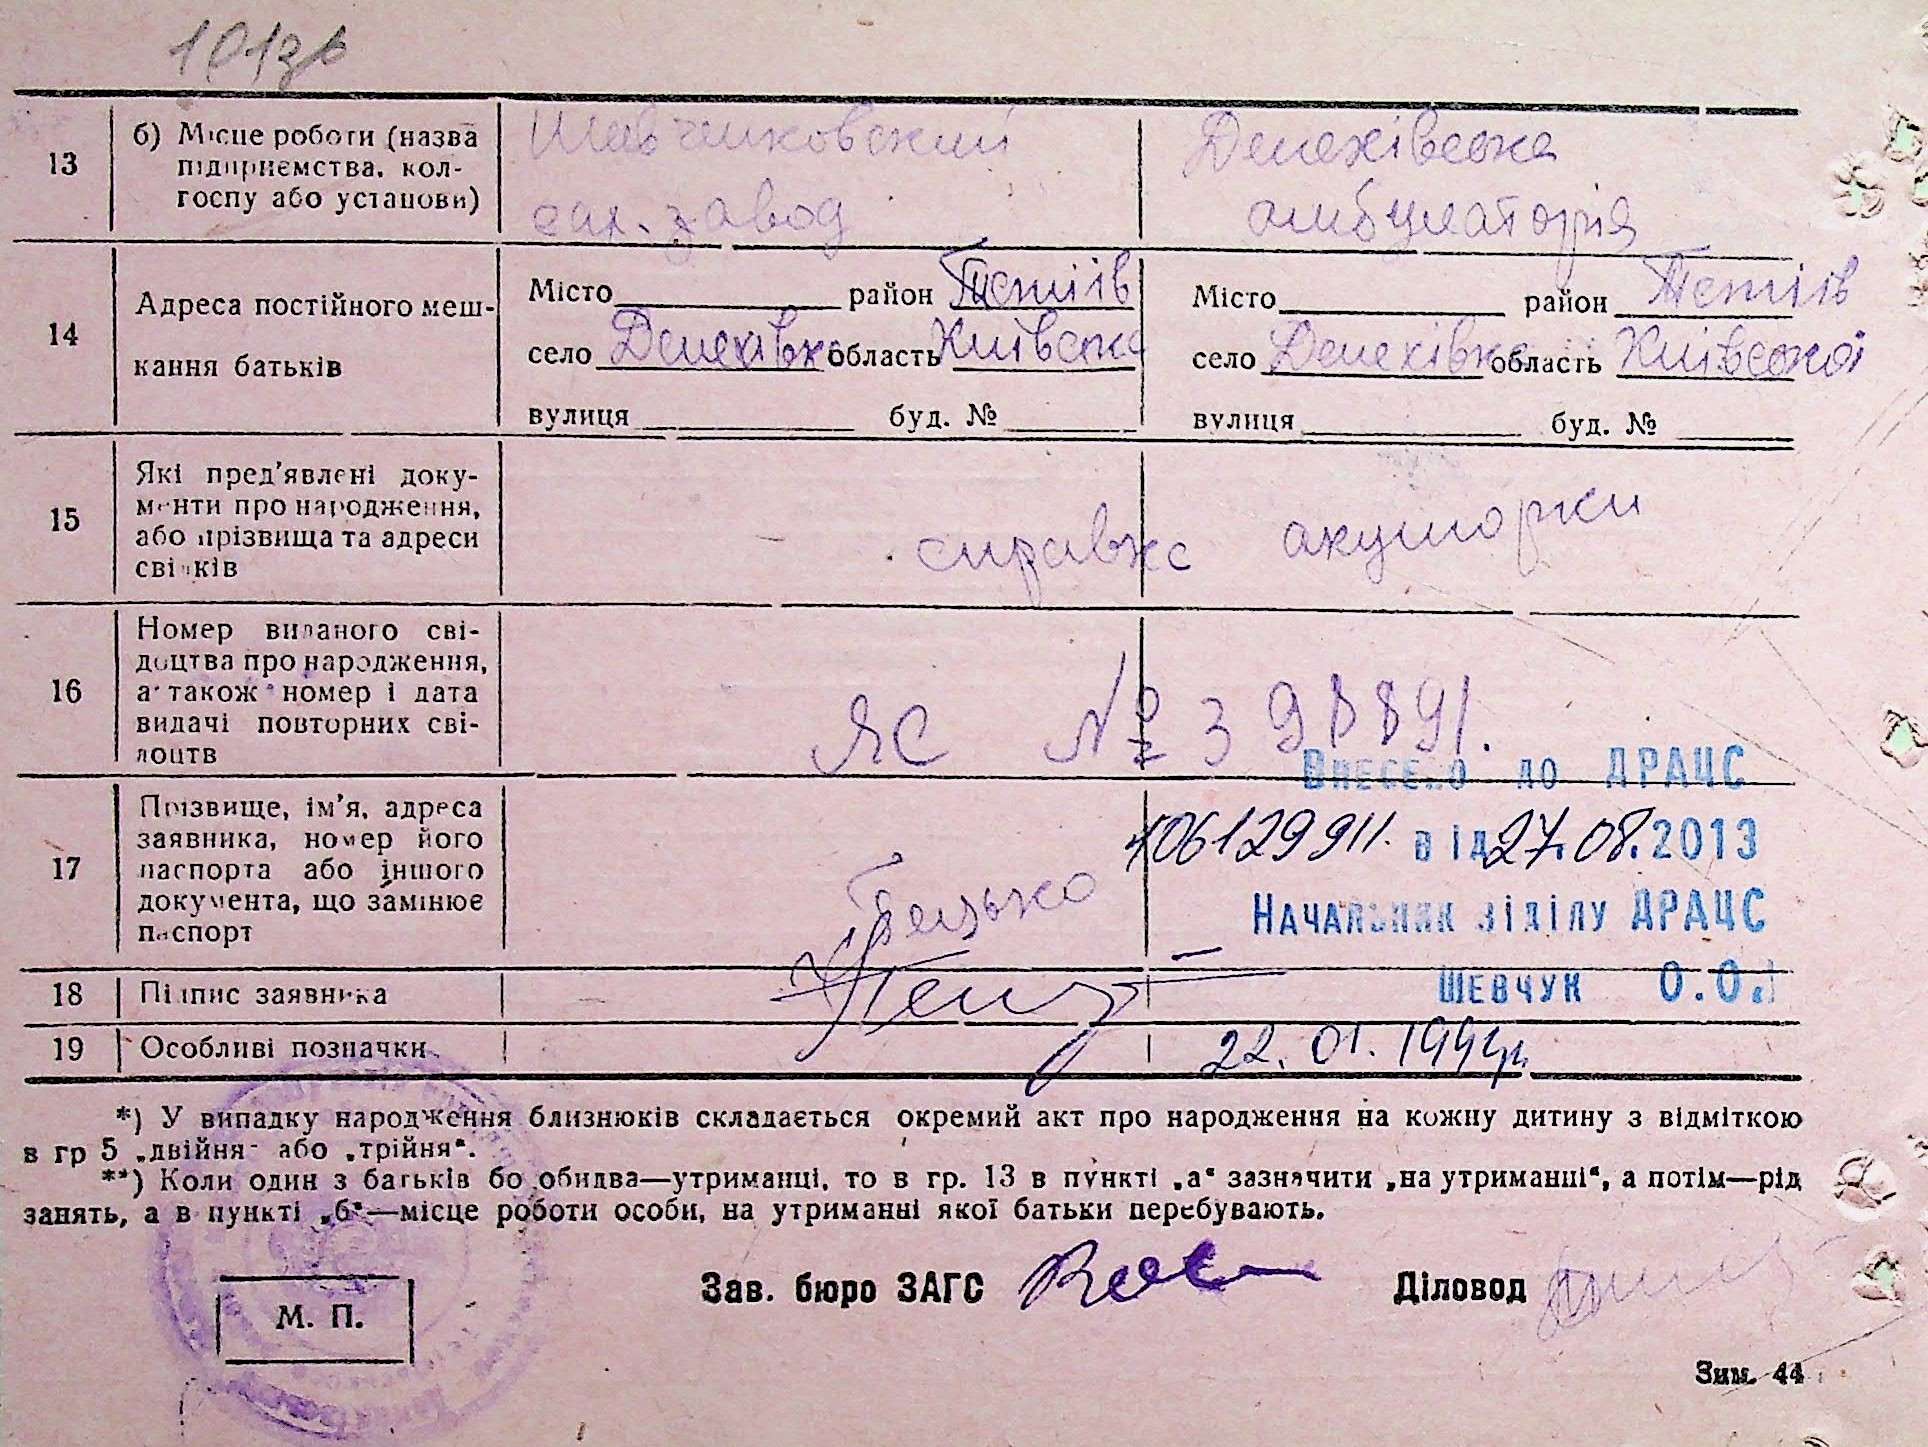 101зв
13
б) Місце роботи (назва
підприємства, кол-
госпу або установи)
Шевченковский
сах. завод
Денехівська
амбулаторія
14
Адреса постійного меш-
кання батьків
Місто район Тетіїв
село Денехівка область Київська
вулиця буд. №
Місто район Тетіїв
село Денехівка область Київської
вулиця буд. №
15
Які пред'явлені доку-
менти про народження,
або прізвища та адреси
свідків
справка акушорки
16
Номер виданого сві-
доцтва про народження,
а також номер і дата
видачі повторних сві-
доцтв
ЯС № 398891.
Внесено до ДРАЦС
17
Прізвище, ім'я, адреса
заявника, номер його
паспорта або іншого
документа, що замінює
паспорт
406129911. від 27.08.2013
Начальник відділу ДРАЦС
Шевчук О.О.
18
Підпис заявника
19
Особливі позначки
22.01.1944р
*) У випадку народження близнюків складається окремий акт про народження на кожну дитину з відміткою
в гр 5 „двійня" або „трійня".
**) Коли один з батьків бо обидва—утриманці, то в гр. 13 в пункті „а" зазначити „на утриманні", а потім—рід
занять, а в пункті „б"—місце роботи особи, на утриманні якої батьки перебувають.
М. П.
Зав. бюро ЗАГС
Діловод
Зим. 44